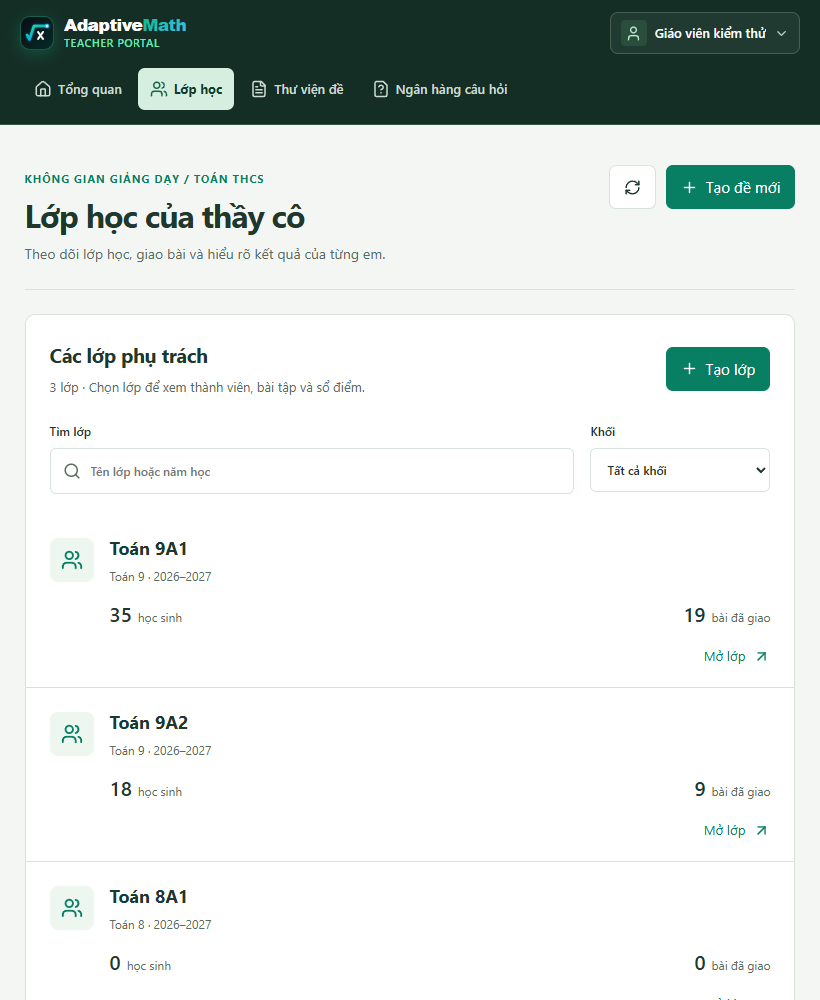 AdaptiveMath
TEACHER PORTAL
Giáo viên kiểm thử
Tổng quan
Lớp học
Thư viện đề
Ngân hàng câu hỏi
KHÔNG GIAN GIẢNG DẠY / TOÁN THCS
Lớp học của thầy cô
Theo dõi lớp học, giao bài và hiểu rõ kết quả của từng em.
Tạo đề mới
Các lớp phụ trách
3 lớp · Chọn lớp để xem thành viên, bài tập và sổ điểm.
Tạo lớp
Tìm lớp
Khối
Tên lớp hoặc năm học
Tất cả khối
Toán 9A1
Toán 9 · 2026–2027
35 học sinh
19 bài đã giao
Mở lớp
Toán 9A2
Toán 9 · 2026–2027
18 học sinh
9 bài đã giao
Mở lớp
Toán 8A1
Toán 8 · 2026–2027
0 học sinh
0 bài đã giao